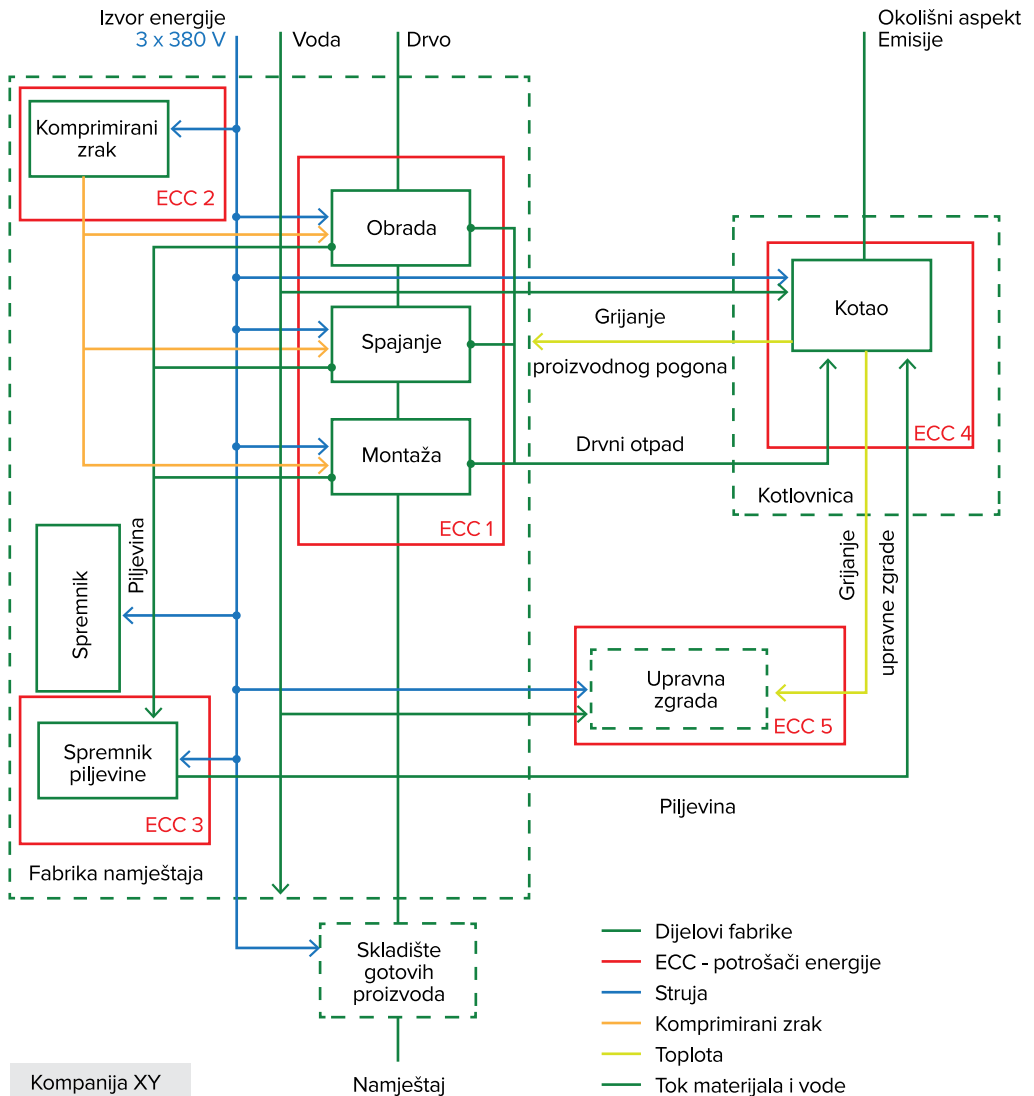 Izvor energije
3 x 380 V
Voda
Drvo
Okolišni aspekt
Emisije
Komprimirani
zrak
ECC 2
Obrada
Spajanje
Montaža
ECC 1
Kotao
ECC 4
Kotlovnica
Grijanje
proizvodnog pogona
Drvni otpad
Piljevina
Spremnik
Grijanje
upravne zgrade
Upravna
zgrada
ECC 5
Spremnik
piljevine
ECC 3
Piljevina
Fabrika namještaja
Skladište
gotovih
proizvoda
Namještaj
Dijelovi fabrike
ECC - potrošači energije
Struja
Komprimirani zrak
Toplota
Tok materijala i vode
Kompanija XY